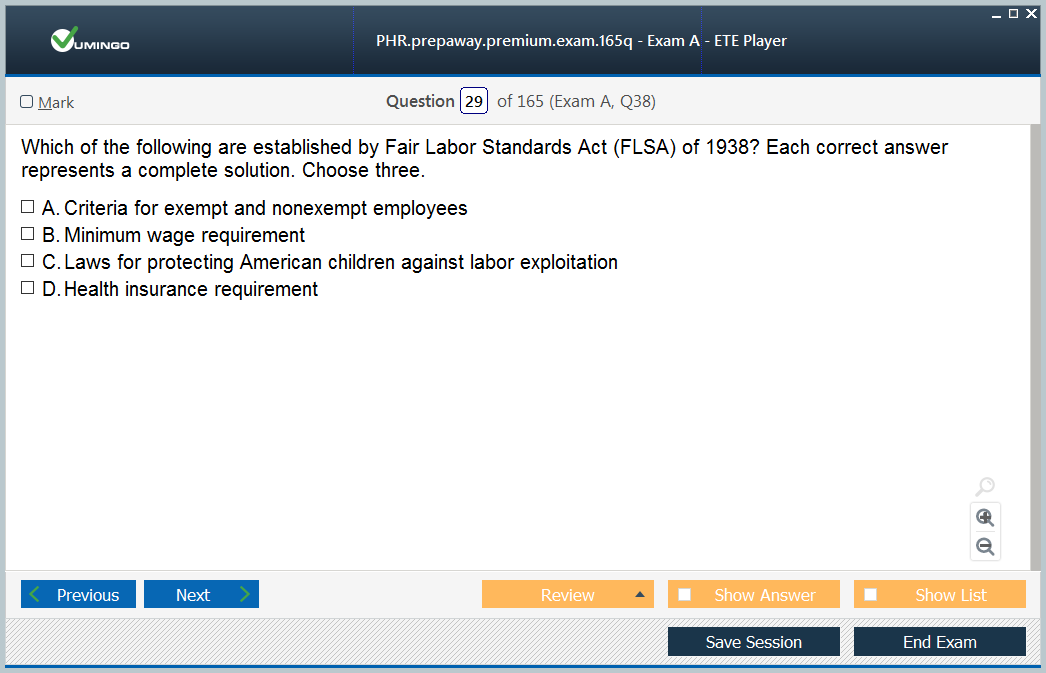 VUMINGO
PHR.prepaway.premium.exam.165q - Exam A - ETE Player
Mark
Question 29 of 165 (Exam A, Q38)
Which of the following are established by Fair Labor Standards Act (FLSA) of 1938? Each correct answer
represents a complete solution. Choose three.
A. Criteria for exempt and nonexempt employees
B. Minimum wage requirement
C. Laws for protecting American children against labor exploitation
D. Health insurance requirement
Previous
Next
Review
Show Answer
Show List
Save Session
End Exam